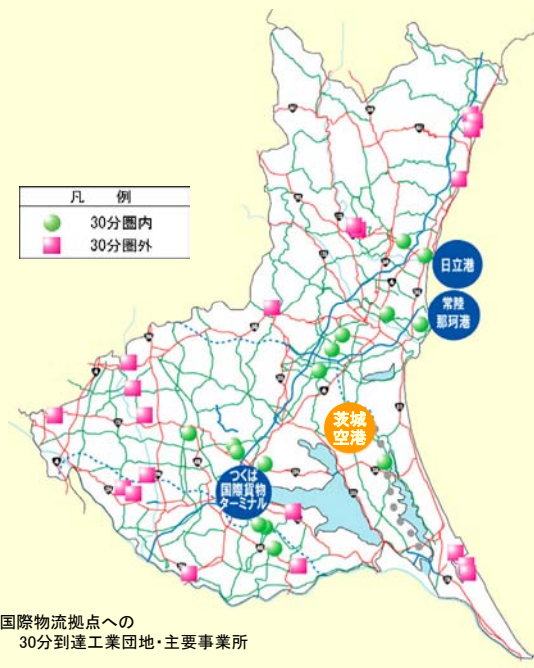 凡 例
30分圏内
30分圏外
日立港
常陸
那珂港
茨城
空港
つくば
国際貨物
ターミナル
国際物流拠点への
30分到達工業団地・主要事業所